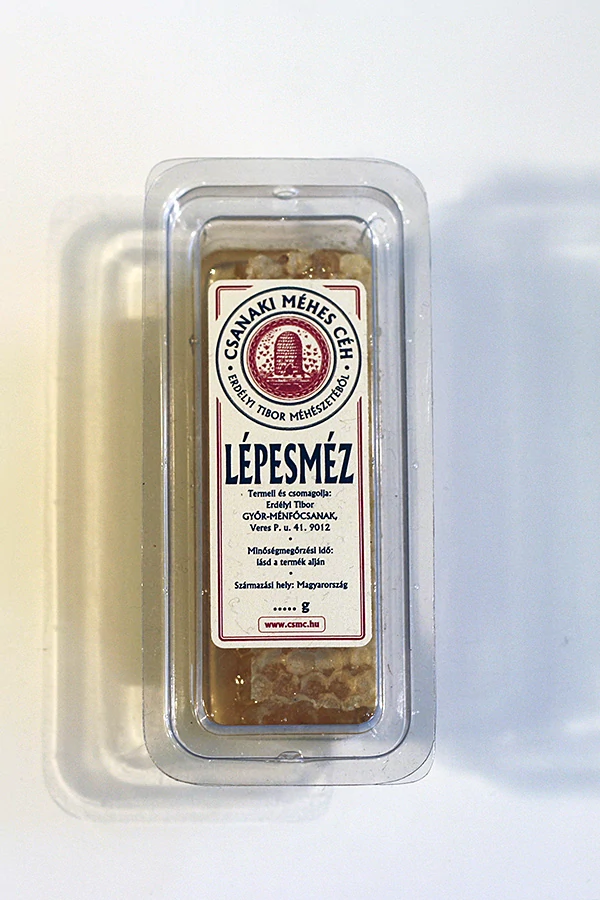 • CSANAKI MÉHES CÉH •
ERDÉLYI TIBOR MÉHÉSZETÉBŐL
LÉPESMÉZ
Termeli és csomagolja:
Erdélyi Tibor
GYŐR-MÉNFŐCSANAK,
Veres P. u. 41. 9012
•
Minőségmegőrzési idő:
lásd a termék alján
•
Származási hely: Magyarország
..... g
www.csmc.hu